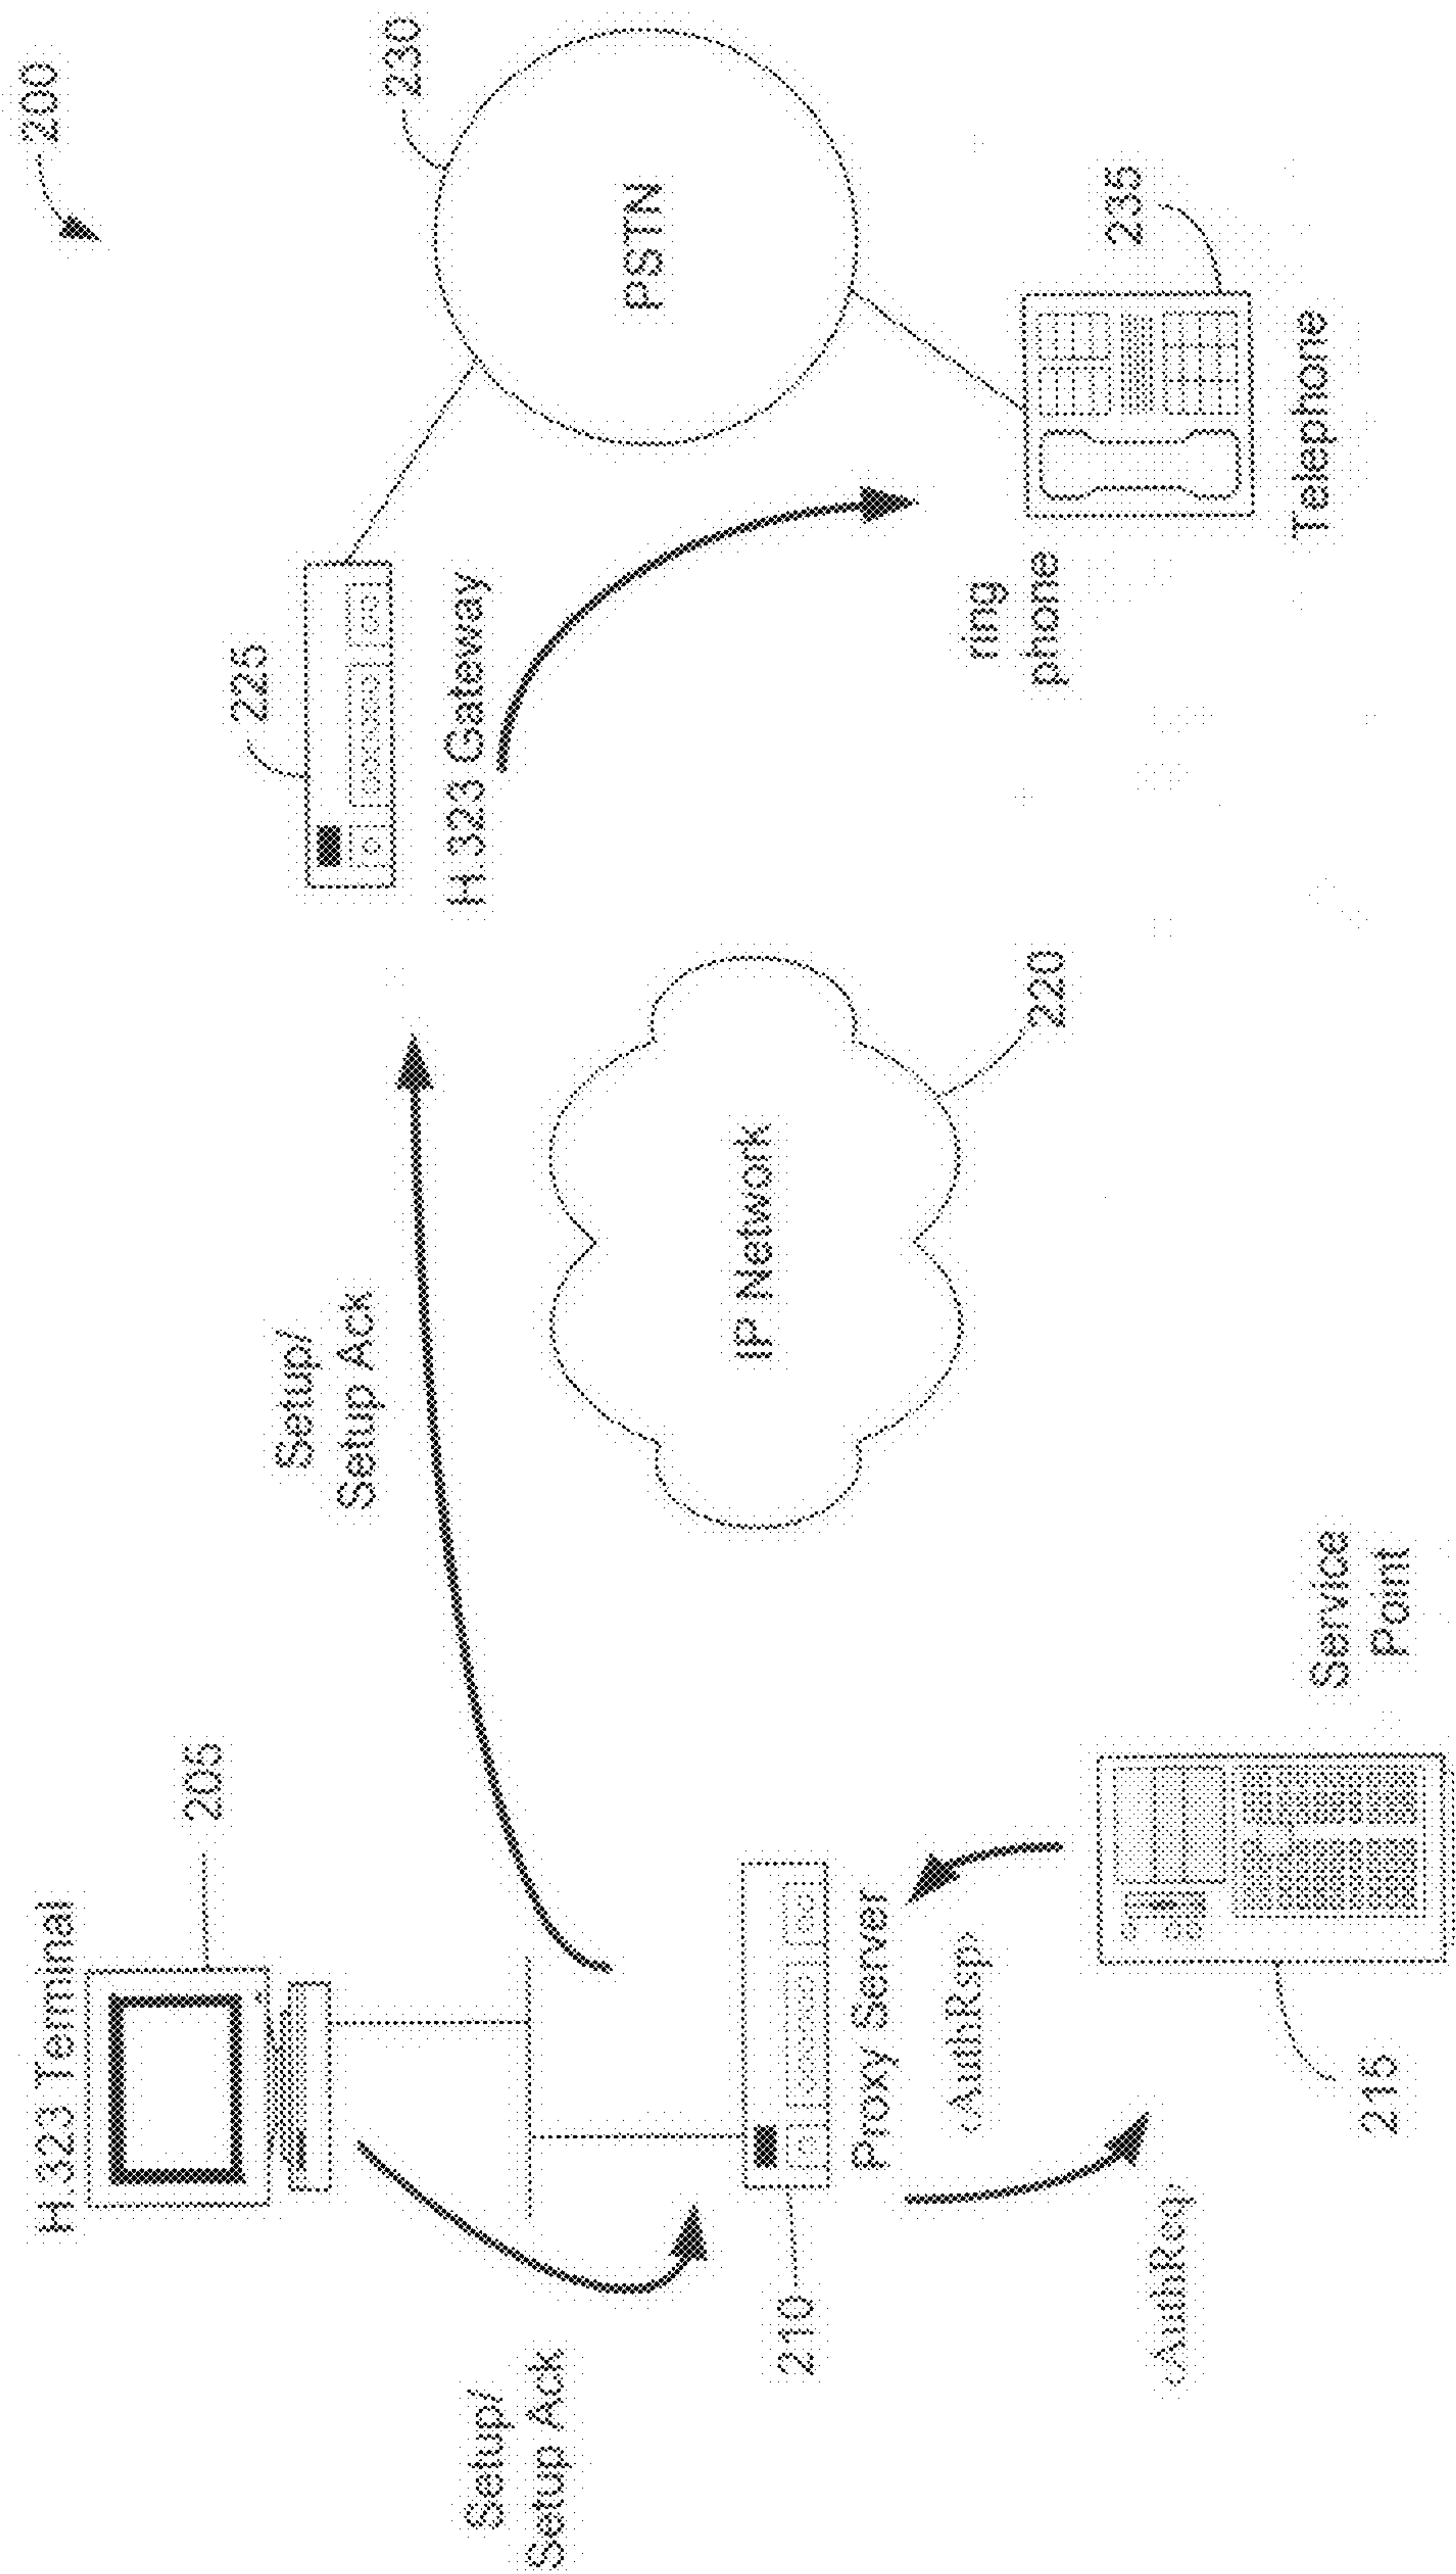 200
H.323 Terminal
205
Setup/
Setup Ack
Setup/
Setup Ack
225
H.323 Gateway
230
PSTN
210
Proxy Server
<AuthRsp>
<AuthReq>
IP Network
220
ring
phone
235
Telephone
Service
Point
215